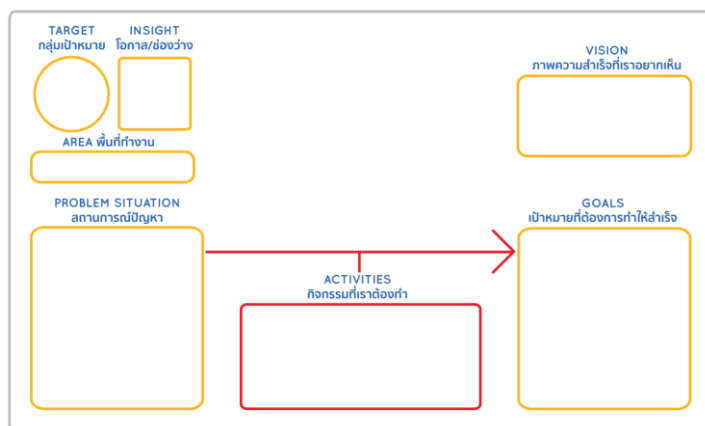 TARGET
กลุ่มเป้าหมาย
INSIGHT
โอกาส/ช่องว่าง
AREA พื้นที่ทำงาน
VISION
ภาพความสำเร็จที่เราอยากเห็น
PROBLEM SITUATION
สถานการณ์ปัญหา
ACTIVITIES
กิจกรรมที่เราต้องทำ
GOALS
เป้าหมายที่ต้องการทำให้สำเร็จ